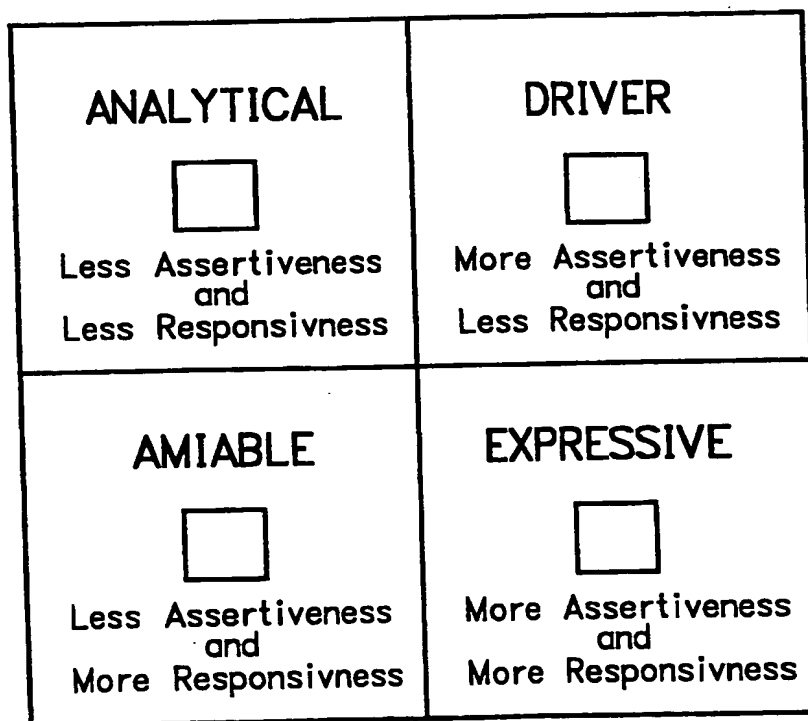 ANALYTICAL
Less Assertiveness
and
Less Responsivness
DRIVER
More Assertiveness
and
Less Responsivness
AMIABLE
Less Assertiveness
and
More Responsivness
EXPRESSIVE
More Assertiveness
and
More Responsivness